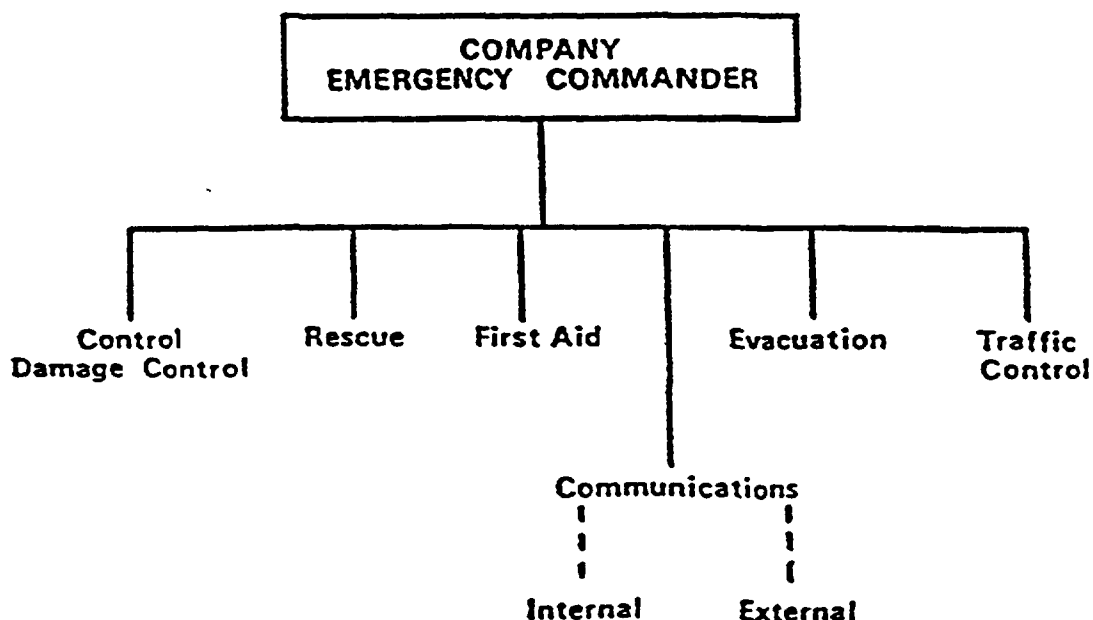 COMPANY
EMERGENCY COMMANDER
Control
Damage Control
Rescue
First Aid
Evacuation
Traffic
Control
Communications
Internal
External